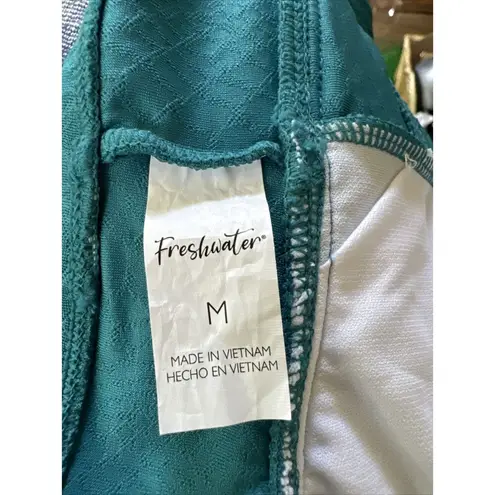 Freshwater®
M
MADE IN VIETNAM
HECHO EN VIETNAM